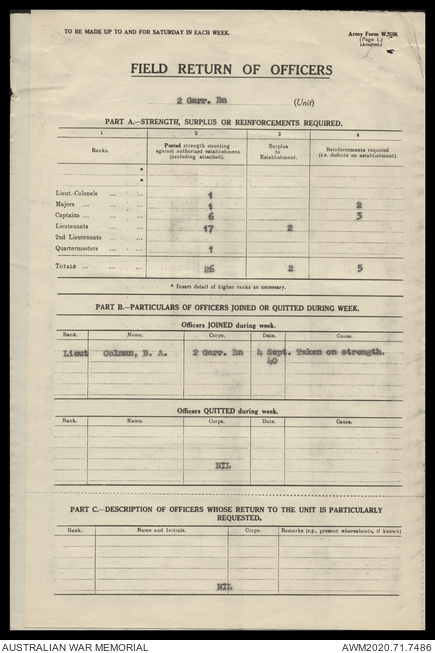 TO BE MADE UP TO AND FOR SATURDAY IN EACH WEEK.
Army Form
(Page 1.)
(Adapted.)
FIELD RETURN OF OFFICERS
2 Garr. Bn (Unit)
PART A.—STRENGTH, SURPLUS OR REINFORCEMENTS REQUIRED.
1 2 3 4
Ranks. Posted strength counting against authorized establishment (excluding attached). Surplus to Establishment. Reinforcements required (i.e. deducts on establishment).
*
*
Lieut.-Colonels ... ... 1
Majors ... ... ... 1 2
Captains ... ... ... 6 3
Lieutenants ... ... 17 2
2nd Lieutenants ... ...
Quartermasters ... ... 1
TOTALS ... ... ... 26 2 5
* Insert detail of higher ranks as necessary.
PART B.—PARTICULARS OF OFFICERS JOINED OR QUITTED DURING WEEK.
Officers JOINED during week.
Rank. Name. Corps. Date. Cause.
Lieut Colman, B. A. 2 Garr. Bn 4 Sept. Taken on strength.
40
Officers QUITTED during week.
Rank. Name. Corps. Date. Cause.
NIL
PART C.—DESCRIPTION OF OFFICERS WHOSE RETURN TO THE UNIT IS PARTICULARLY
REQUESTED.
Rank. Name and Initials. Corps. Remarks (e.g., present whereabouts, if known)
NIL
AUSTRALIAN WAR MEMORIAL AWM2020.71.7486